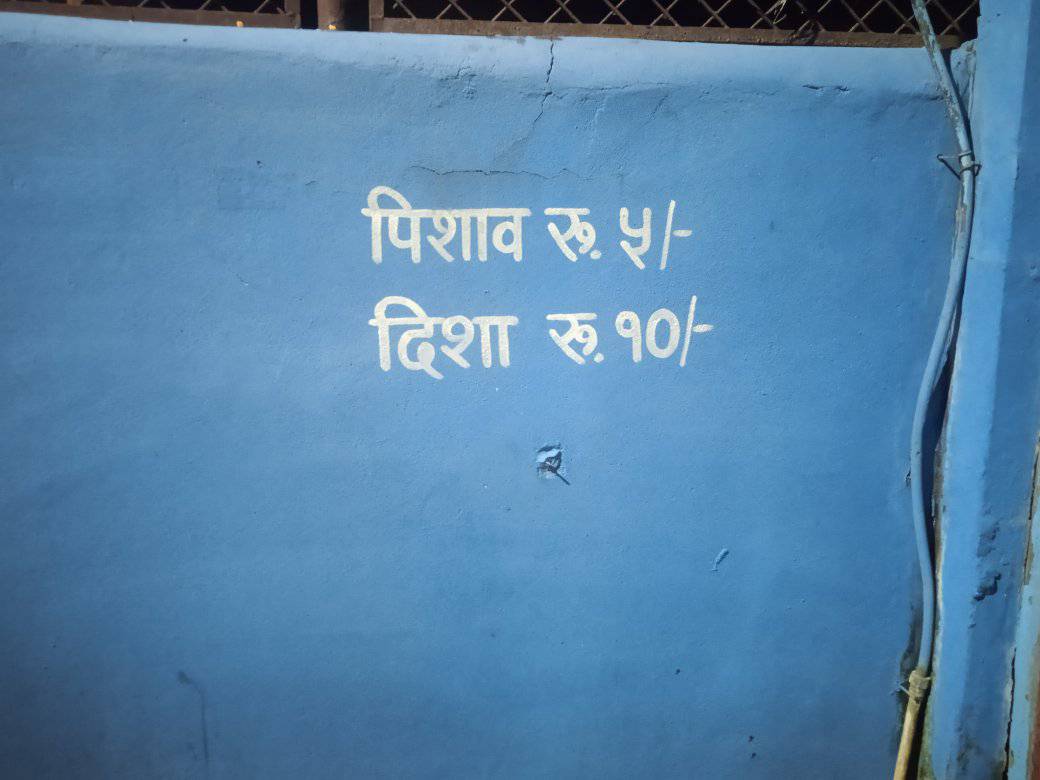 पिशाव रू. ५/-
दिशा रू. १०/-